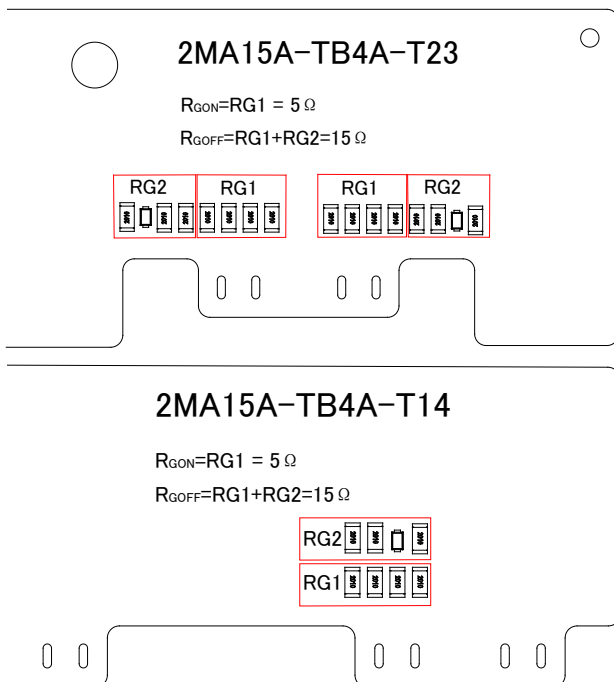 2MA15A-TB4A-T23
RGON=RG1 = 5Ω
RGOFF=RG1+RG2=15Ω
RG2 RG1 RG1 RG2
2MA15A-TB4A-T14
RGON=RG1 = 5Ω
RGOFF=RG1+RG2=15Ω
RG2
RG1